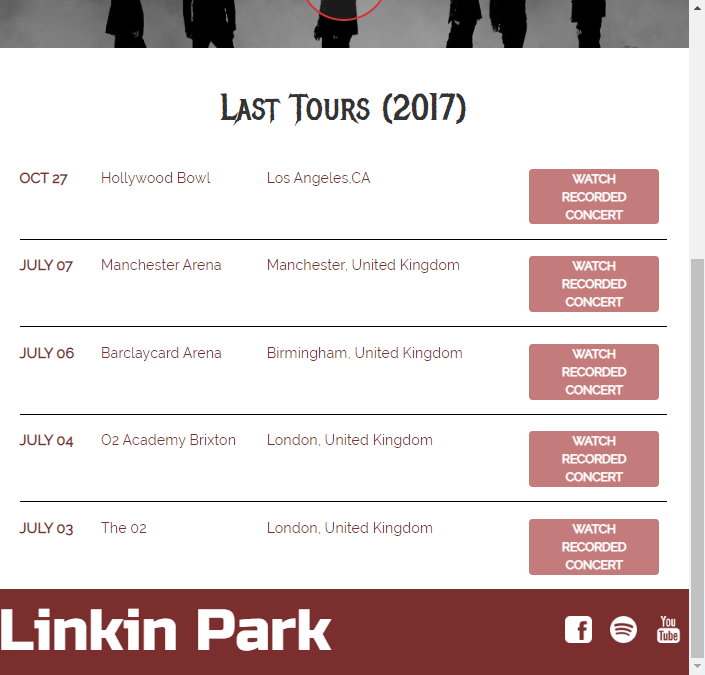 Last Tours (2017)
OCT 27 Hollywood Bowl Los Angeles,CA WATCH
RECORDED
CONCERT
JULY 07 Manchester Arena Manchester, United Kingdom WATCH
RECORDED
CONCERT
JULY 06 Barclaycard Arena Birmingham, United Kingdom WATCH
RECORDED
CONCERT
JULY 04 O2 Academy Brixton London, United Kingdom WATCH
RECORDED
CONCERT
JULY 03 The 02 London, United Kingdom WATCH
RECORDED
CONCERT
Linkin Park
You
Tube